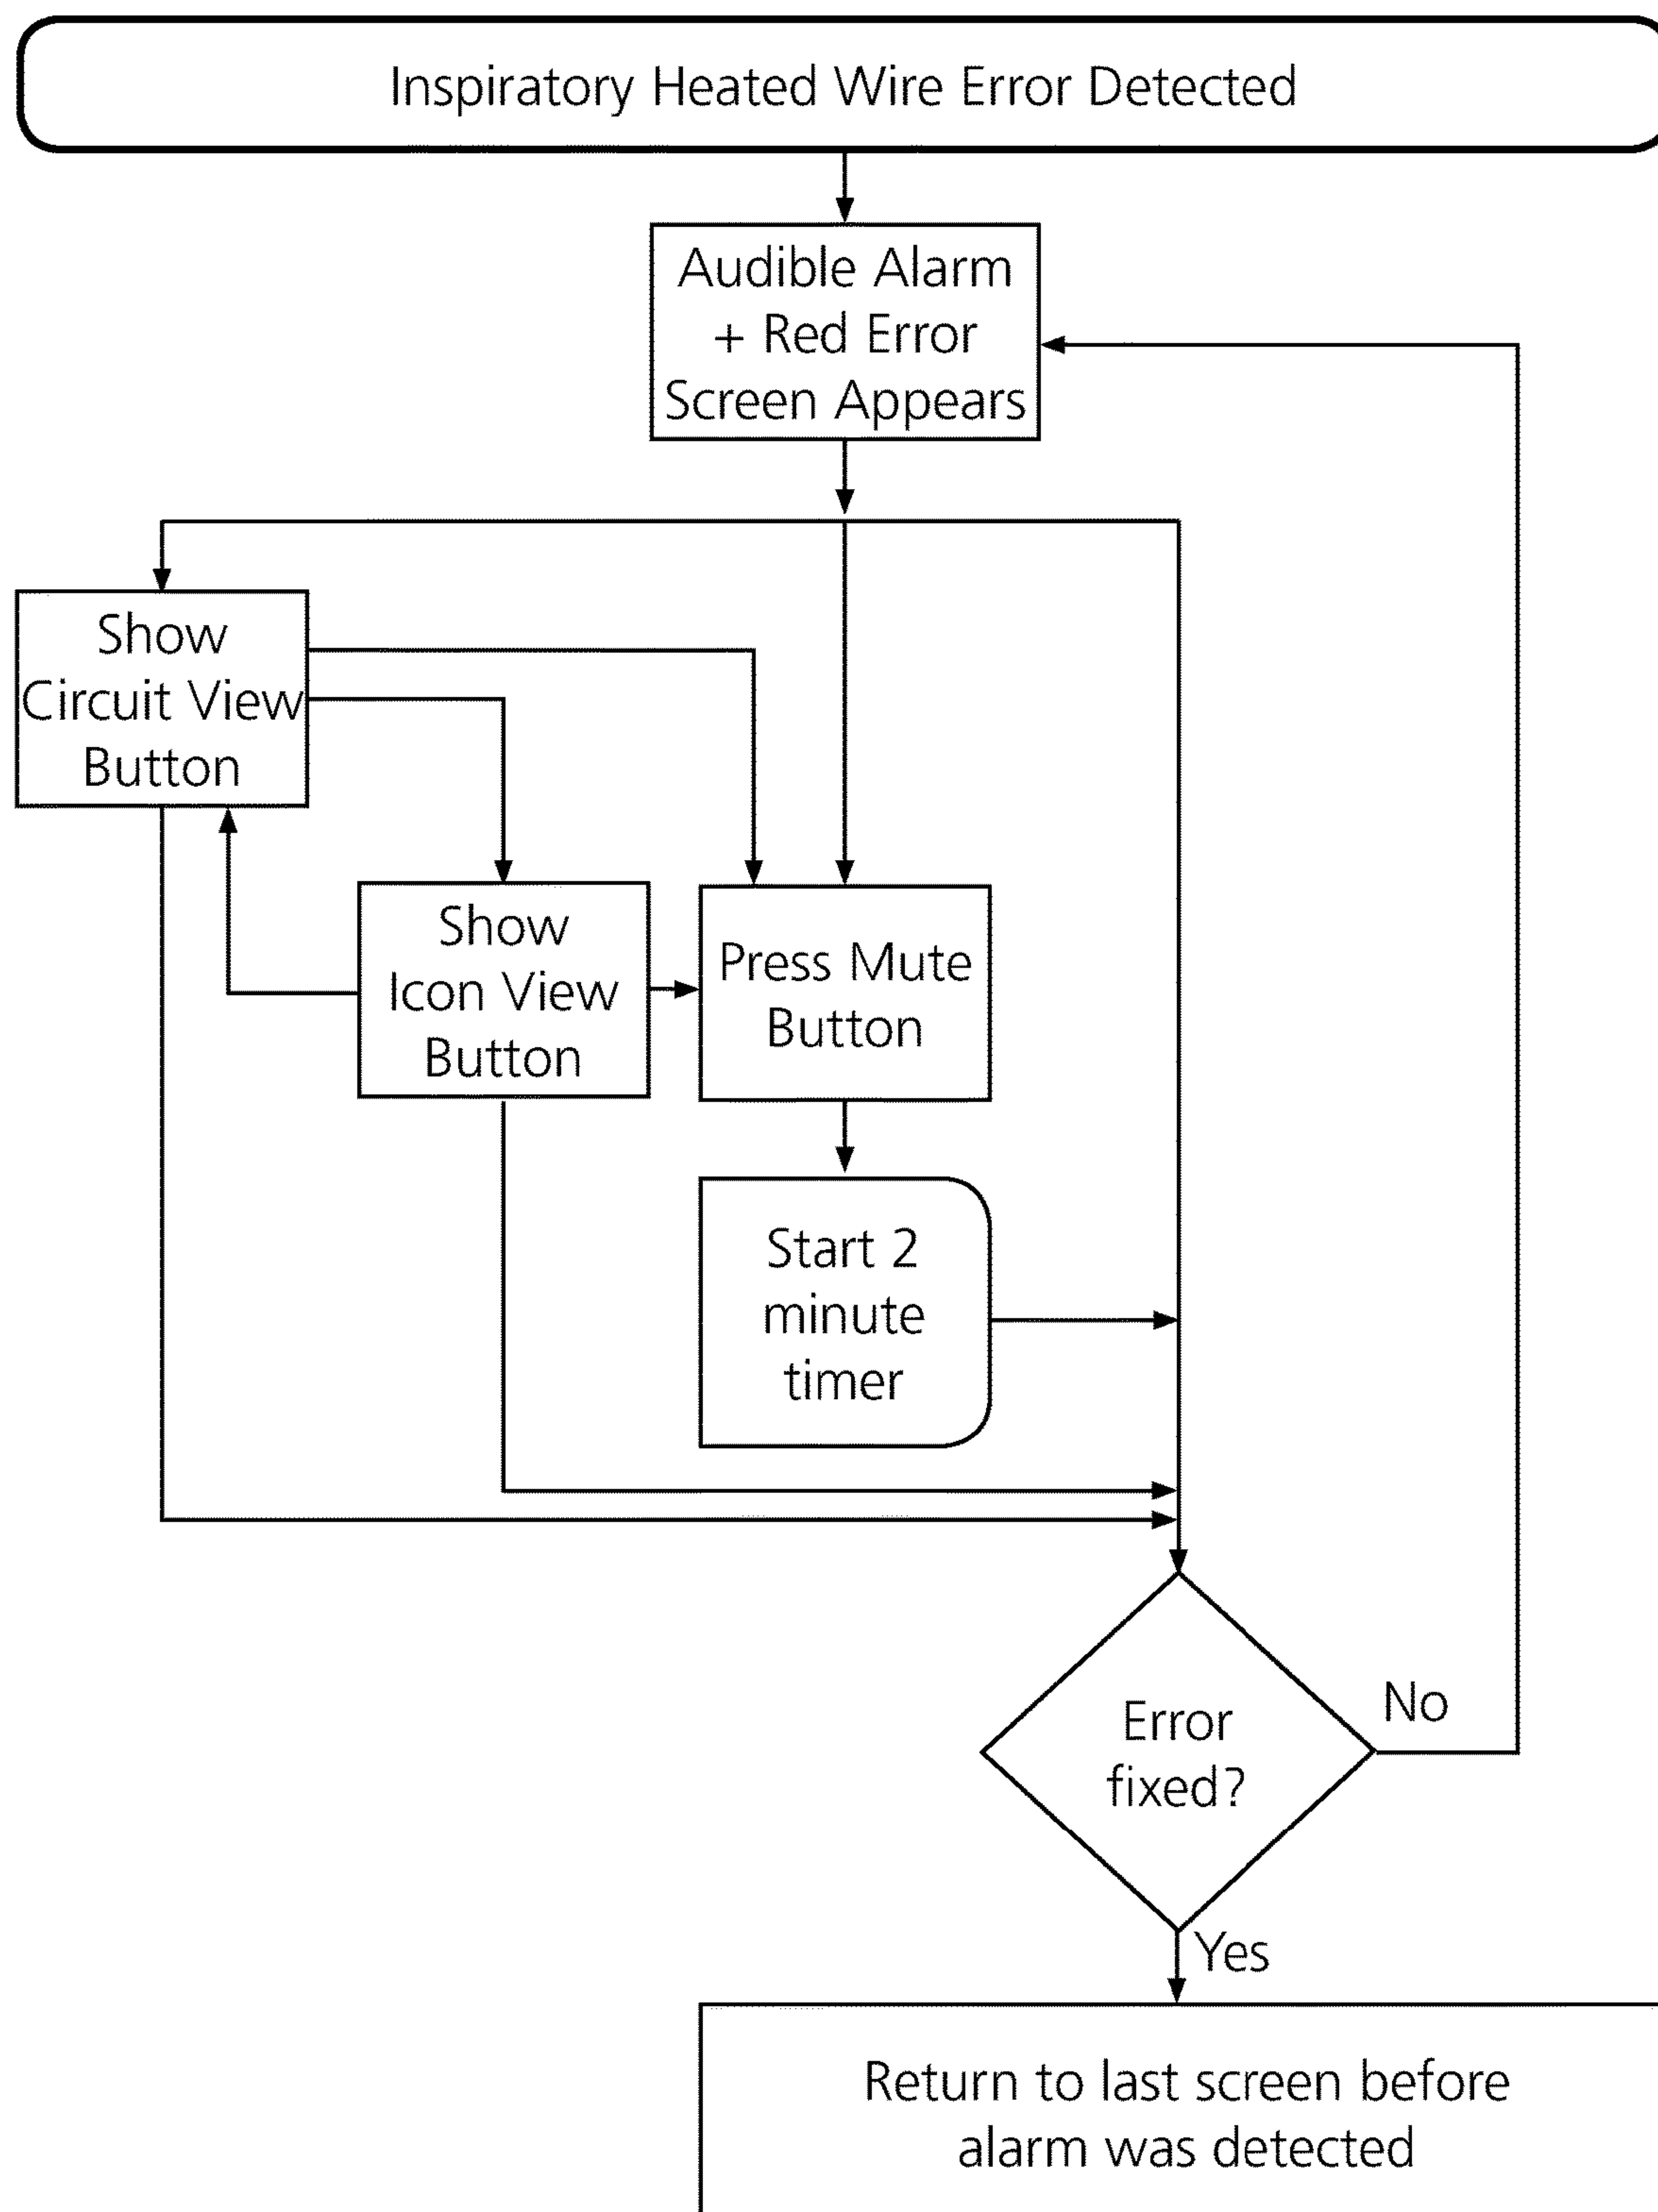 Inspiratory Heated Wire Error Detected
Audible Alarm
+ Red Error
Screen Appears
Show
Circuit View
Button
Show
Icon View
Button
Press Mute
Button
Start 2
minute
timer
Error
fixed?
No
Yes
Return to last screen before
alarm was detected